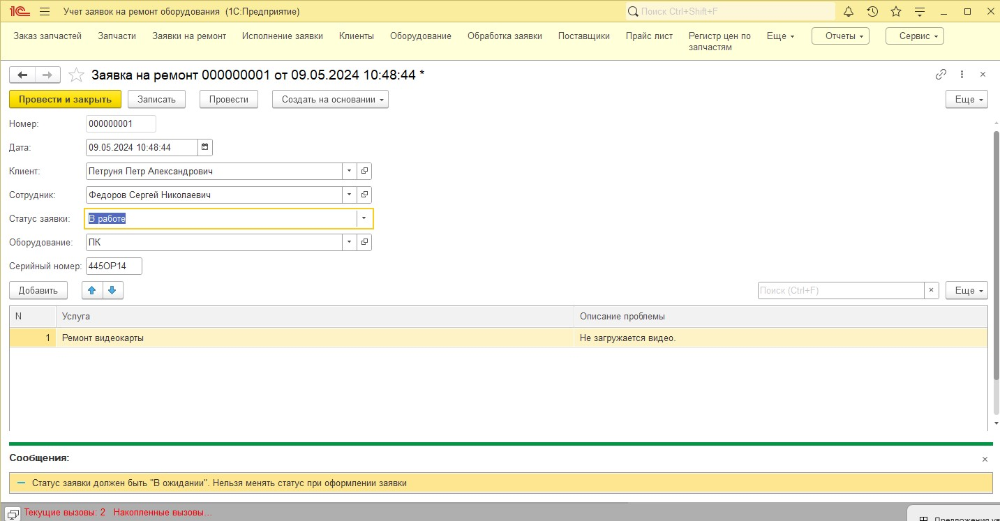 1С Учет заявок на ремонт оборудования (1С:Предприятие) Поиск Ctrl+Shift+F
Заказ запчастей Запчасти Заявки на ремонт Исполнение заявки Клиенты Оборудование Обработка заявки Поставщики Прайс лист Регистр цен по запчастям Еще Отчеты Сервис
Заявка на ремонт 000000001 от 09.05.2024 10:48:44 *
Провести и закрыть Записать Провести Создать на основании Еще
Номер: 000000001
Дата: 09.05.2024 10:48:44
Клиент: Петруня Петр Александрович
Сотрудник: Федоров Сергей Николаевич
Статус заявки: В работе
Оборудование: ПК
Серийный номер: 445ОР14
Добавить Поиск (Ctrl+F) × Еще
N Услуга Описание проблемы
1 Ремонт видеокарты Не загружается видео.
Сообщения:
Статус заявки должен быть "В ожидании". Нельзя менять статус при оформлении заявки
Текущие вызовы: 2 Накопленные вызовы...
Предложения